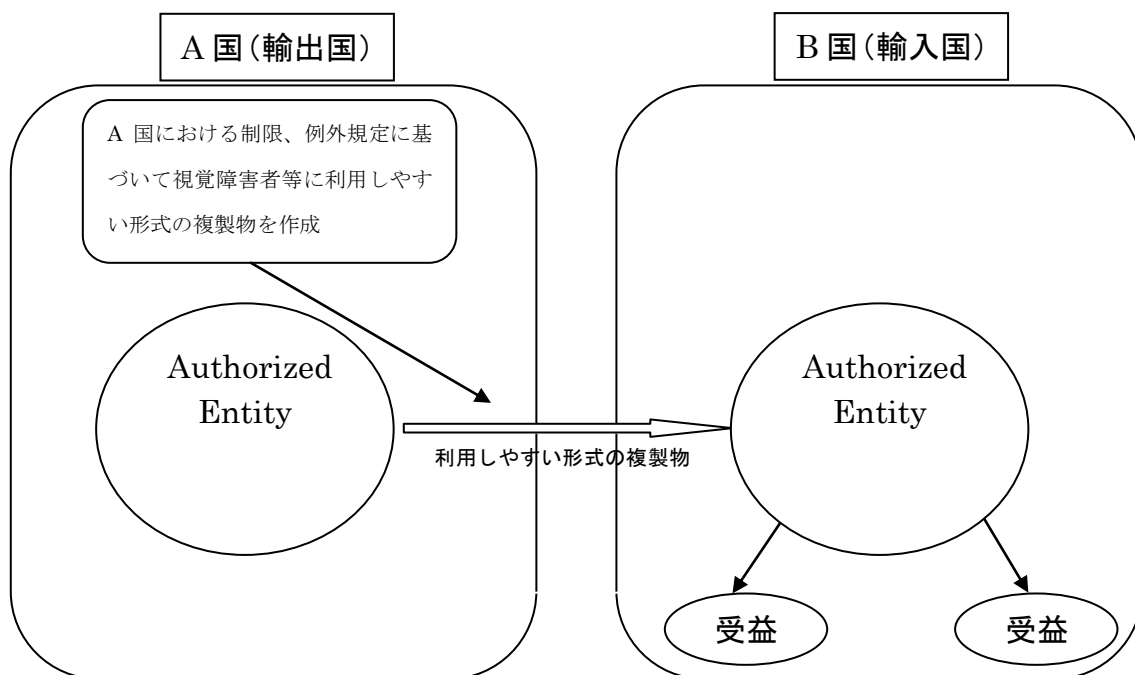 A 国（輸出国）
B 国（輸入国）
A 国における制限、例外規定に基
づいて視覚障害者等に利用しやす
い形式の複製物を作成
Authorized
Entity
Authorized
Entity
利用しやすい形式の複製物
受益
受益